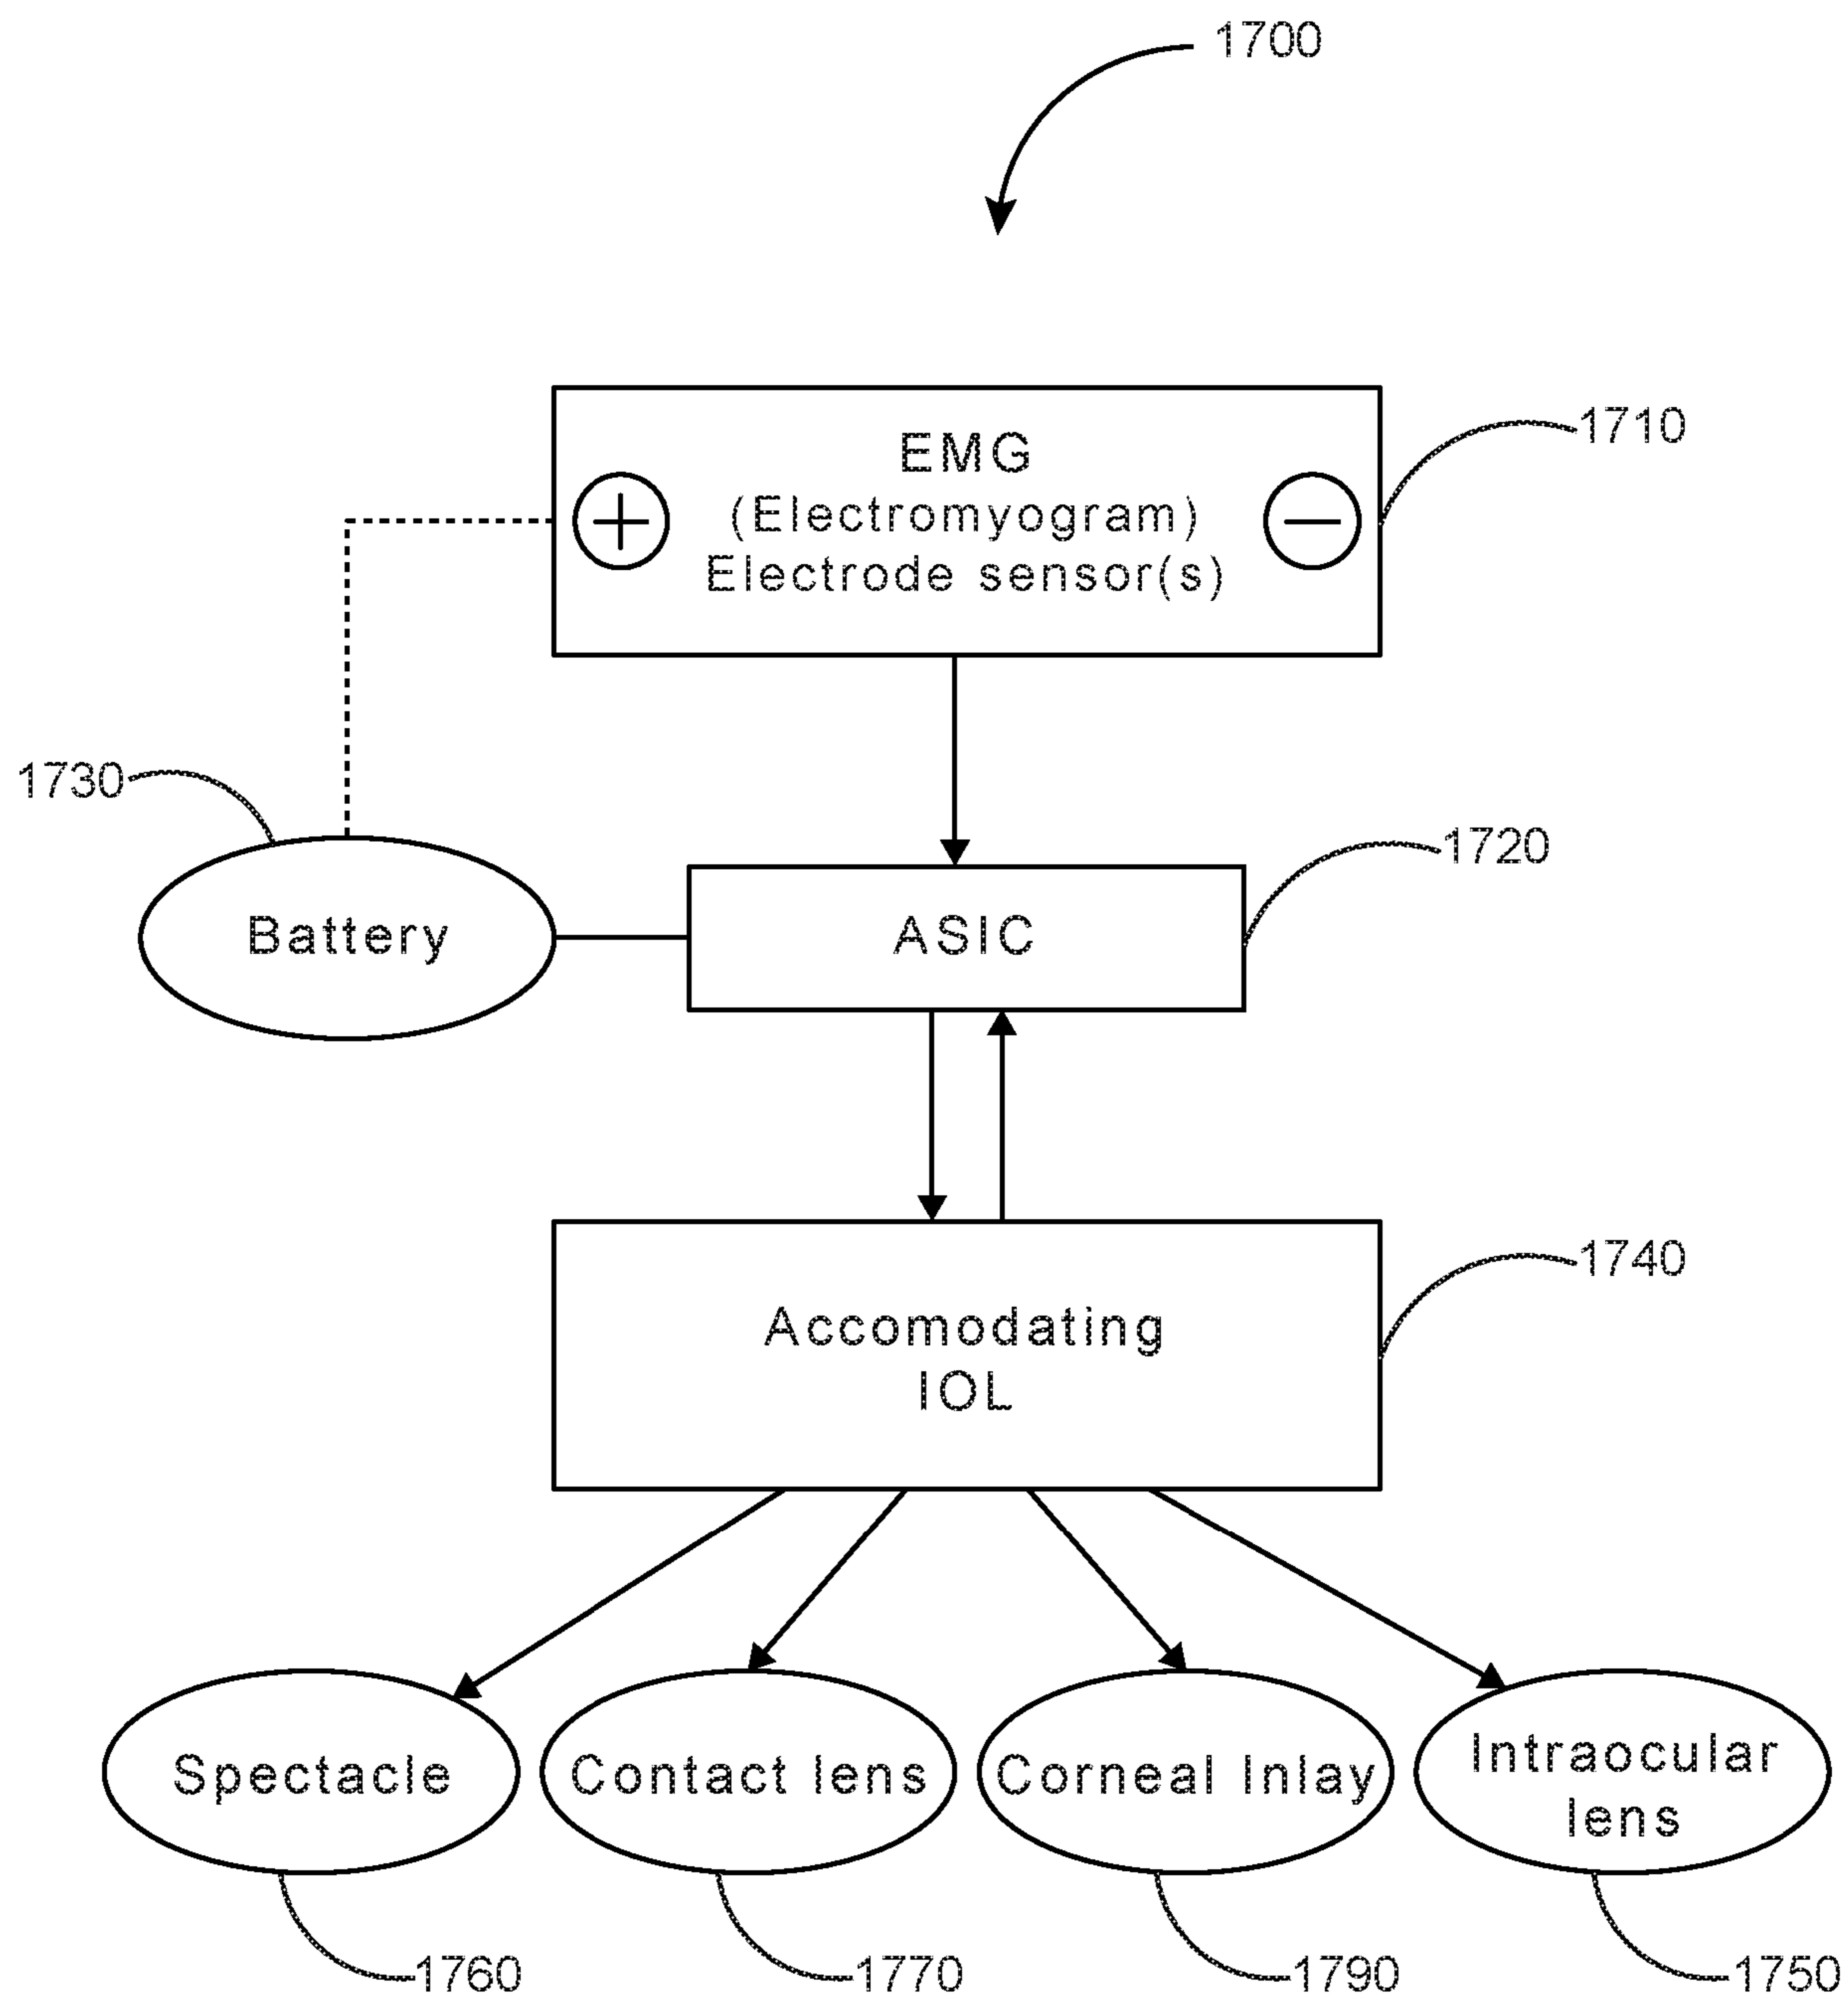 1700
EMG
(Electromyogram)
Electrode sensor(s)
+
−
1710
1730
Battery
ASIC
1720
Accomodating
IOL
1740
Spectacle
Contact lens
Corneal Inlay
Intraocular
lens
1760
1770
1790
1750